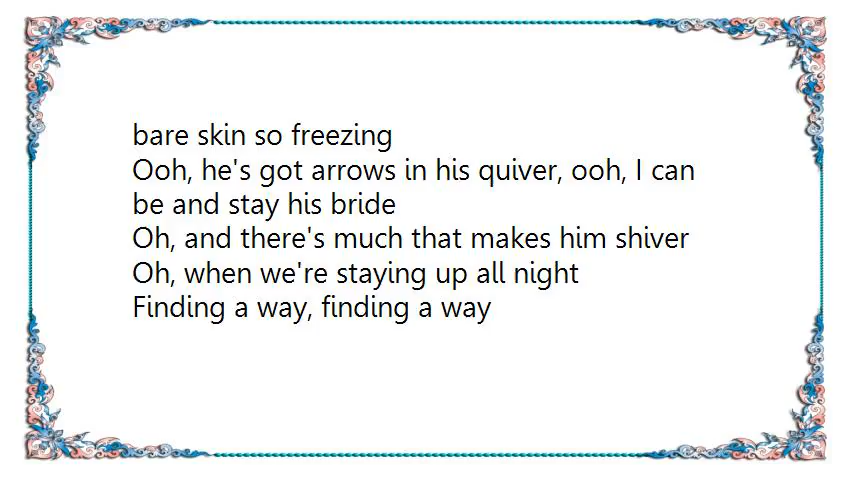 bare skin so freezing
Ooh, he's got arrows in his quiver, ooh, I can
be and stay his bride
Oh, and there's much that makes him shiver
Oh, when we're staying up all night
Finding a way, finding a way